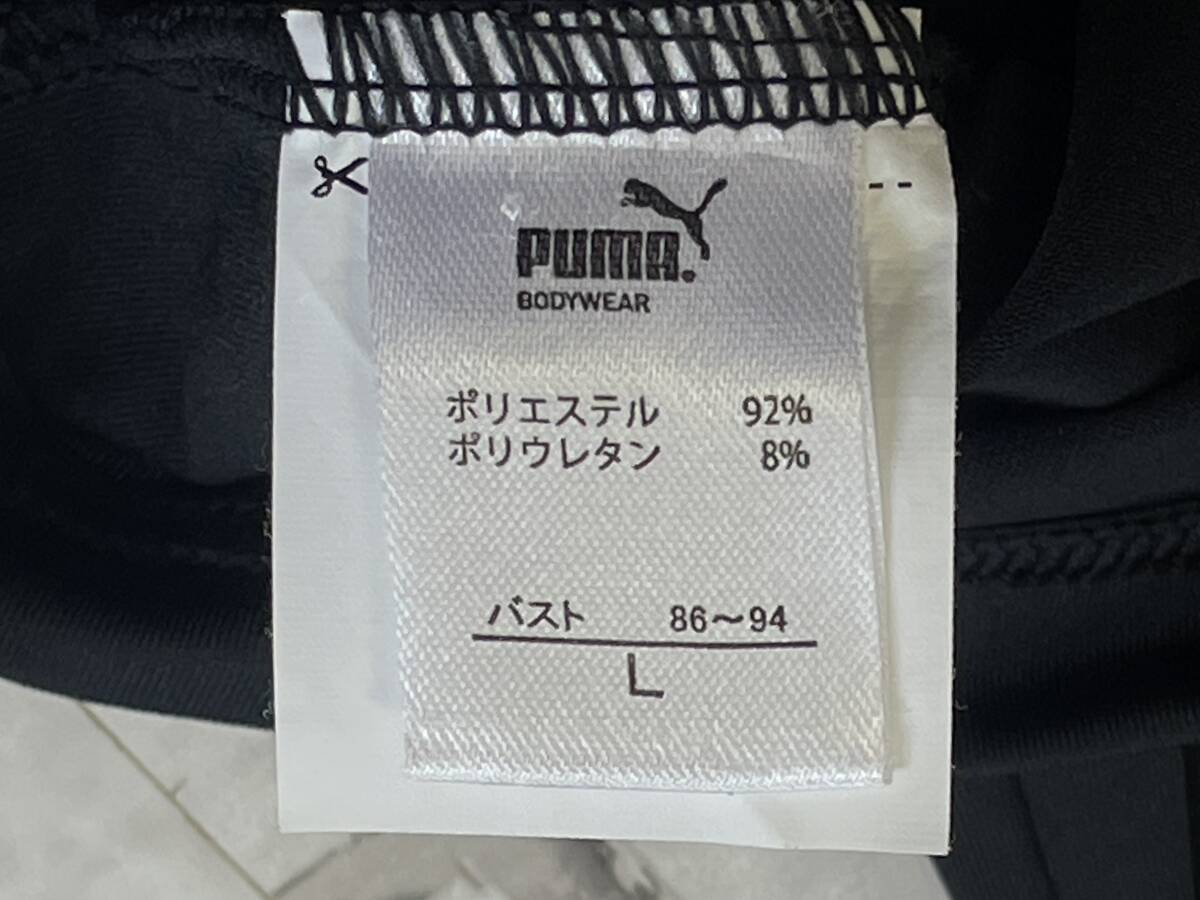 PUMA.
BODYWEAR
ポリエステル 92%
ポリウレタン 8%
バスト 86～94
L